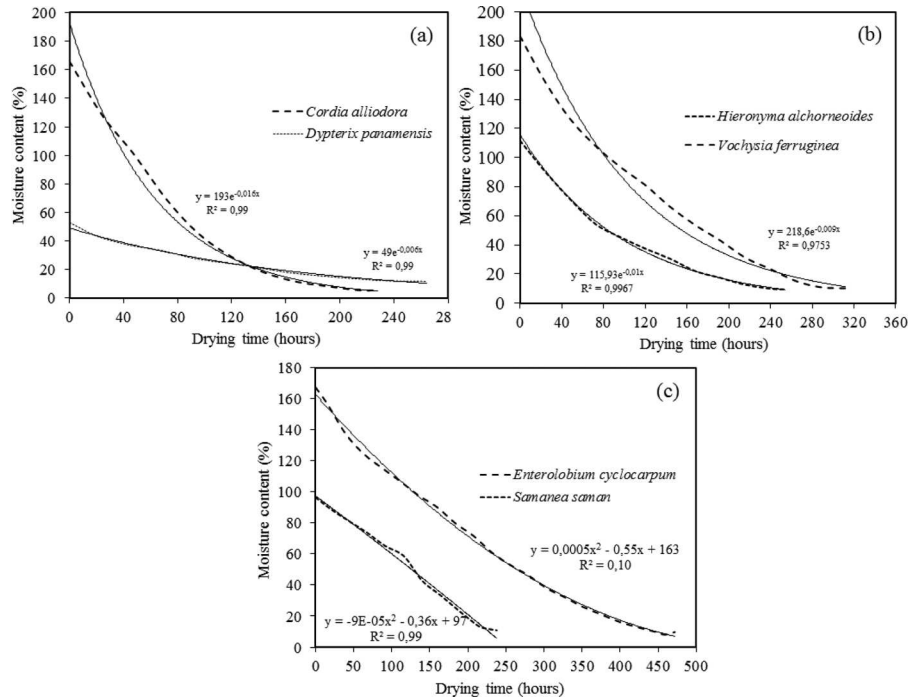 (a)
200
180
160
140
120
100
80
60
40
20
0
Moisture content (%)
Cordia alliodora
Dypterix panamensis
y = 193e-0,016x
R² = 0,99
y = 49e-0,006x
R² = 0,99
0 40 80 120 160 200 240 28
Drying time (hours)
(b)
200
180
160
140
120
100
80
60
40
20
0
Moisture content (%)
Hieronyma alchorneoides
Vochysia ferruginea
y = 218,6e-0,009x
R² = 0,9753
y = 115,93e-0,01x
R² = 0,9967
0 40 80 120 160 200 240 280 320 360
Drying time (hours)
(c)
180
160
140
120
100
80
60
40
20
0
Moisture content (%)
Enterolobium cyclocarpum
Samanea saman
y = 0,0005x² - 0,55x + 163
R² = 0,10
y = -9E-05x² - 0,36x + 97
R² = 0,99
0 50 100 150 200 250 300 350 400 450 500
Drying time (hours)